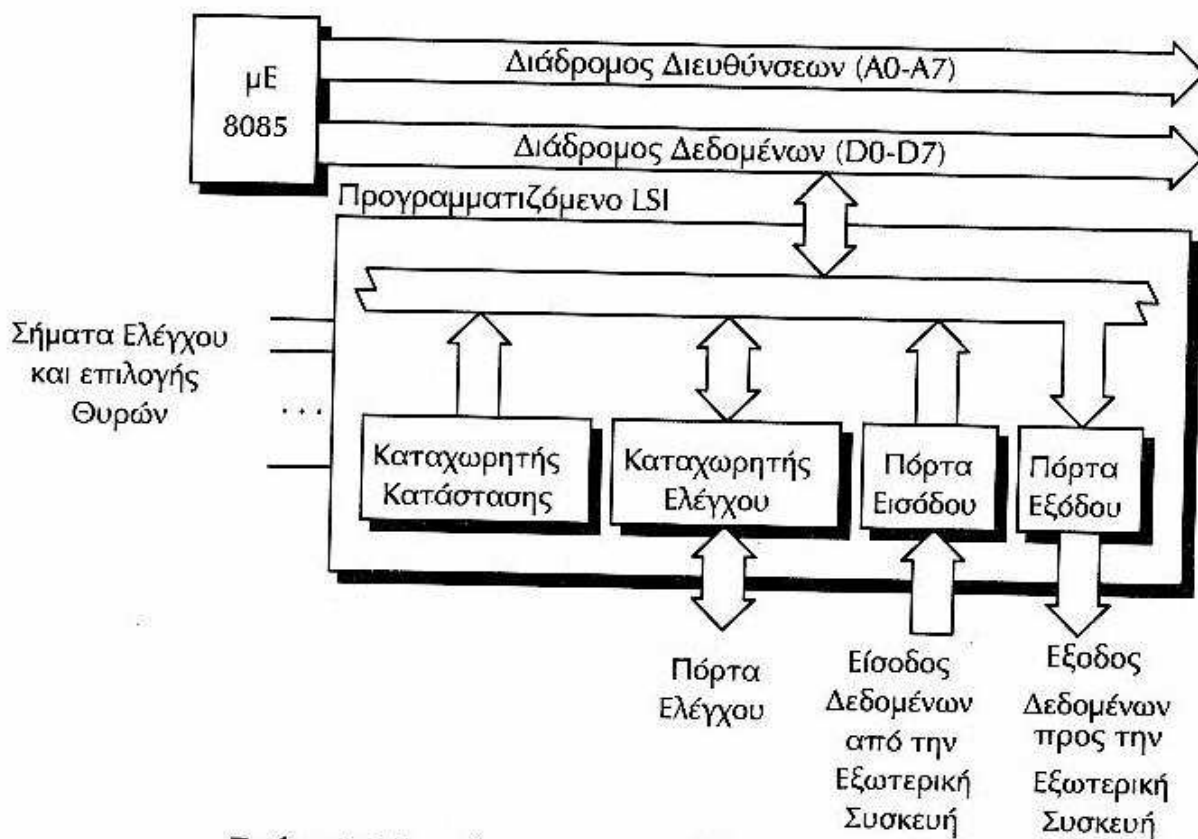 μΕ
8085
Διάδρομος Διευθύνσεων (A0-A7)
Διάδρομος Δεδομένων (D0-D7)
Προγραμματιζόμενο LSI
Σήματα Ελέγχου
και επιλογής
Θυρών
...
Καταχωρητής
Κατάστασης
Καταχωρητής
Ελέγχου
Πόρτα
Εισόδου
Πόρτα
Εξόδου
Πόρτα
Ελέγχου
Είσοδος
Δεδομένων
από την
Εξωτερική
Συσκευή
Εξοδος
Δεδομένων
προς την
Εξωτερική
Συσκευή